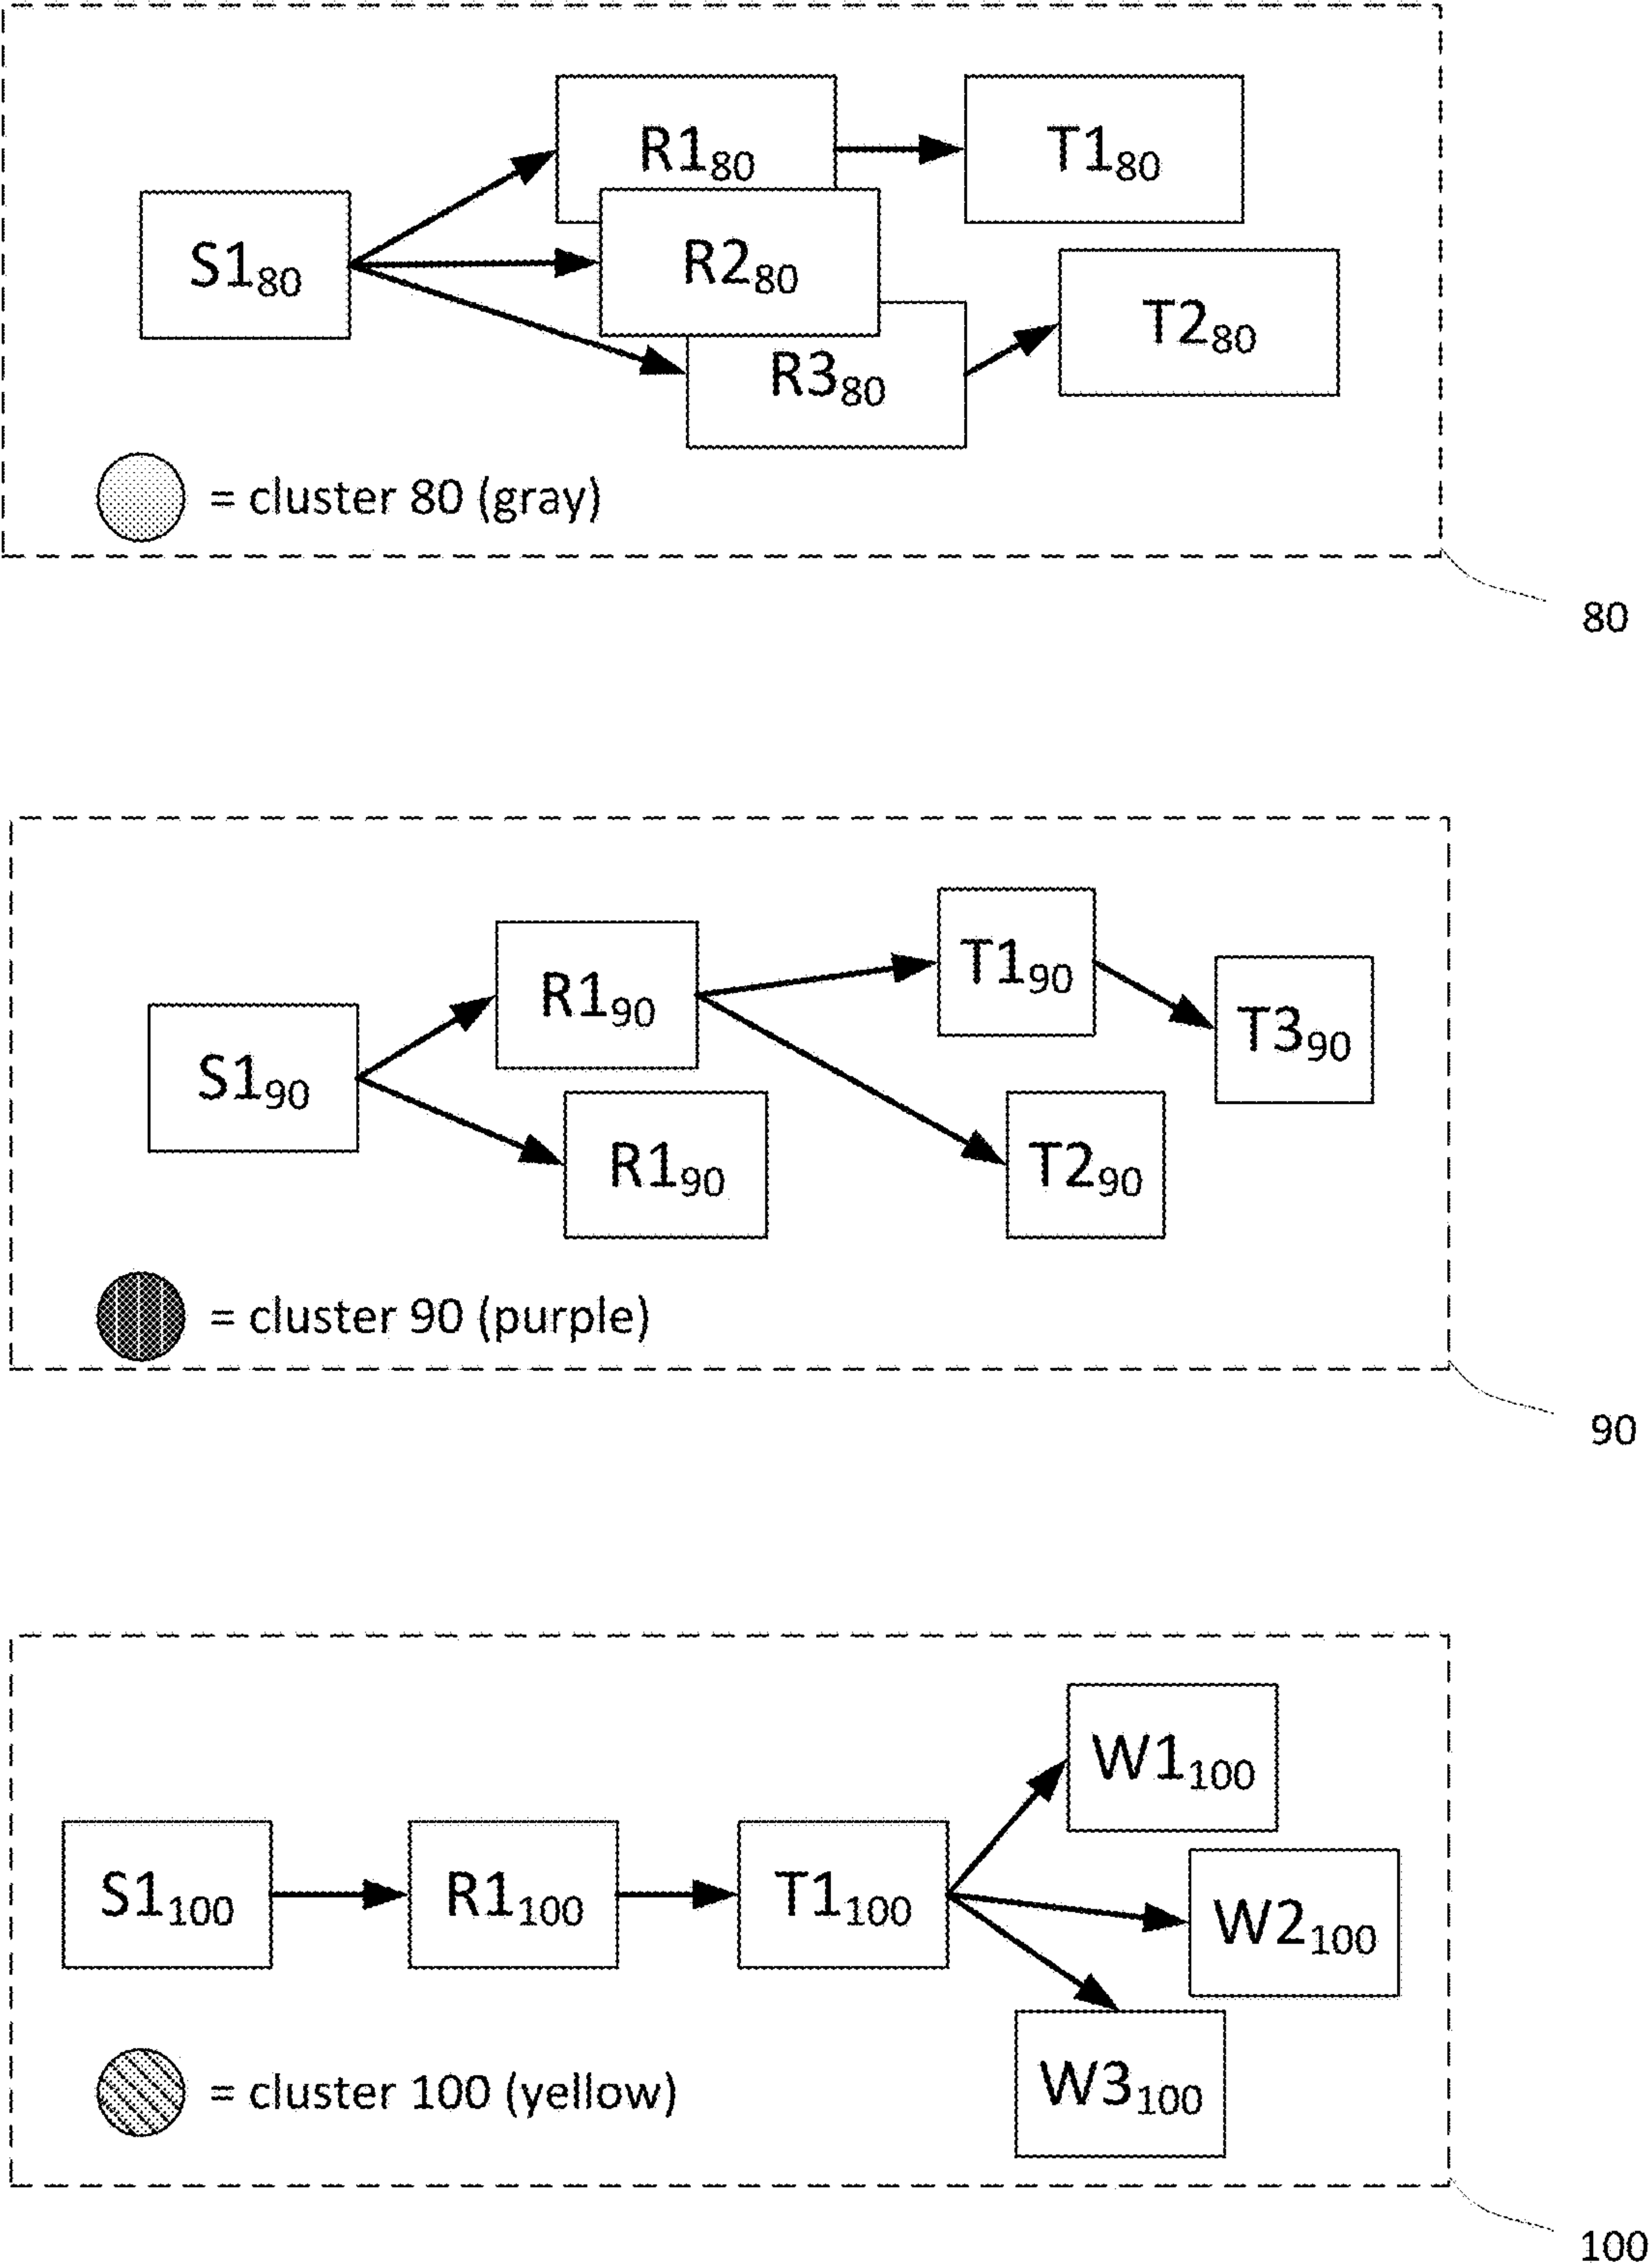 R1₈₀ T1₈₀
S1₈₀ R2₈₀ T2₈₀
R3₈₀
= cluster 80 (gray)
80
R1₉₀ T1₉₀ T3₉₀
S1₉₀
R1₉₀ T2₉₀
= cluster 90 (purple)
90
W1₁₀₀
S1₁₀₀ R1₁₀₀ T1₁₀₀ W2₁₀₀
W3₁₀₀
= cluster 100 (yellow)
100